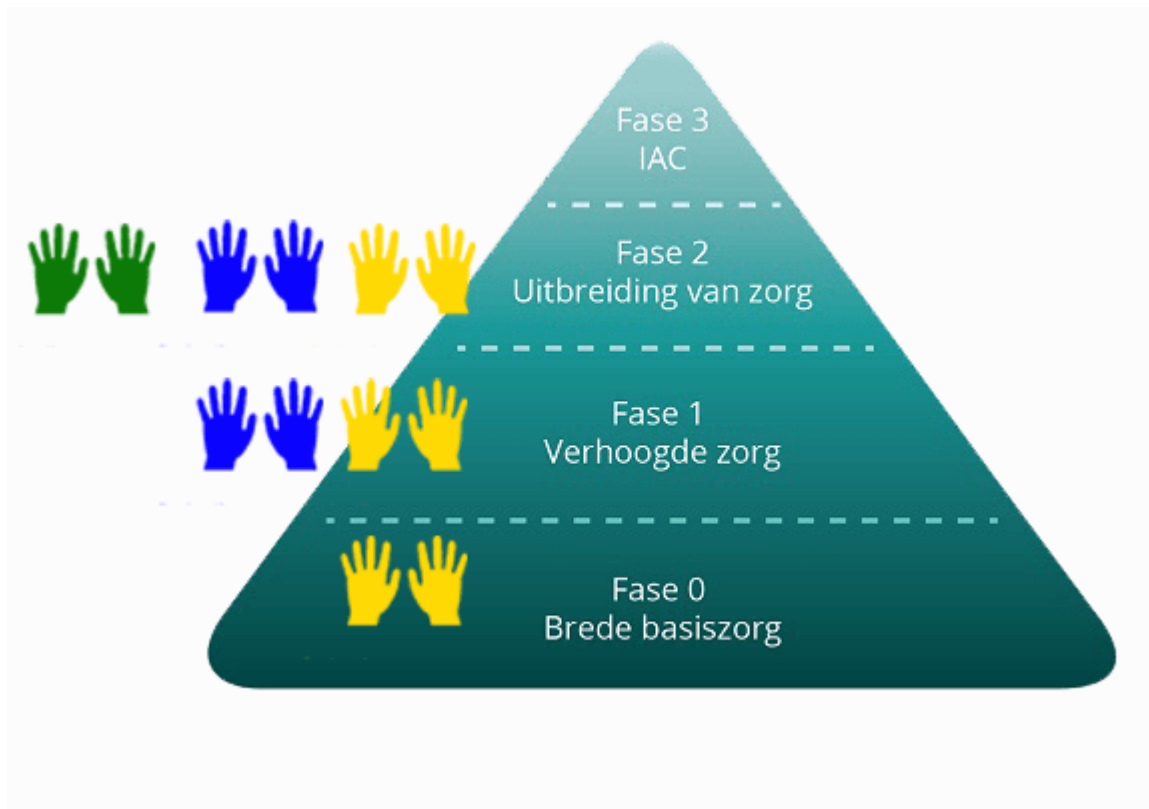 Fase 3
IAC
Fase 2
Uitbreiding van zorg
Fase 1
Verhoogde zorg
Fase 0
Brede basiszorg